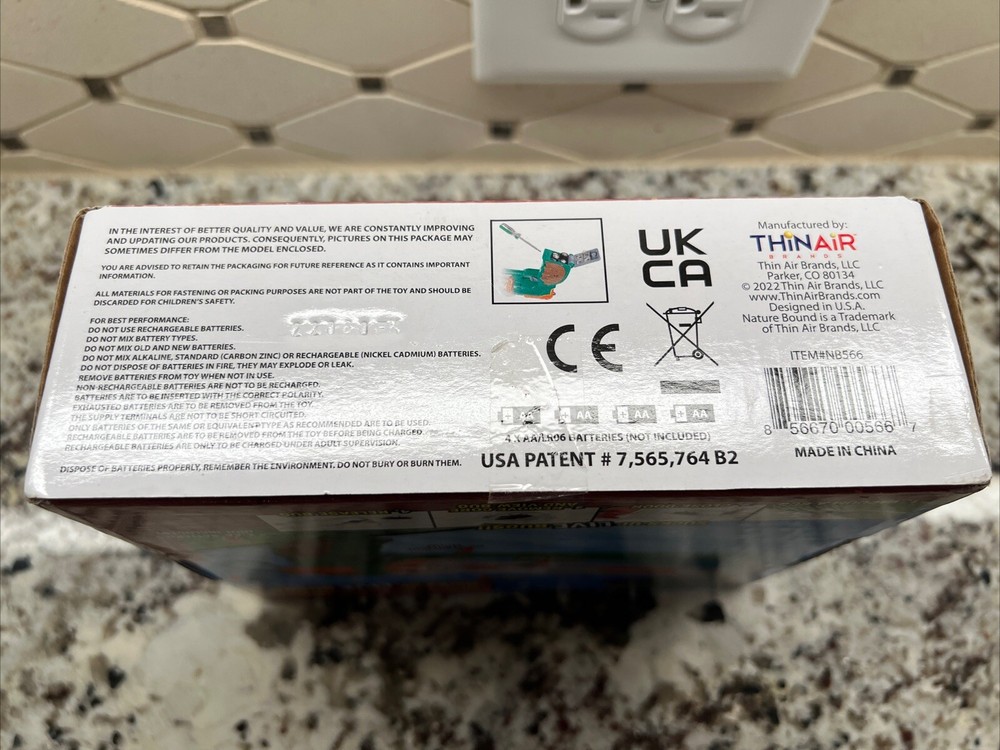 IN THE INTEREST OF BETTER QUALITY AND VALUE, WE ARE CONSTANTLY IMPROVING
AND UPDATING OUR PRODUCTS. CONSEQUENTLY, PICTURES ON THIS PACKAGE MAY
SOMETIMES DIFFER FROM THE MODEL ENCLOSED.
YOU ARE ADVISED TO RETAIN THE PACKAGING FOR FUTURE REFERENCE AS IT CONTAINS IMPORTANT
INFORMATION.
ALL MATERIALS FOR FASTENING OR PACKING PURPOSES ARE NOT PART OF THE TOY AND SHOULD BE
DISCARDED FOR CHILDREN'S SAFETY.
FOR BEST PERFORMANCE:
DO NOT USE RECHARGEABLE BATTERIES.
DO NOT MIX BATTERY TYPES.
DO NOT MIX OLD AND NEW BATTERIES.
DO NOT MIX ALKALINE, STANDARD (CARBON ZINC) OR RECHARGEABLE (NICKEL CADMIUM) BATTERIES.
DO NOT DISPOSE OF BATTERIES IN FIRE, THEY MAY EXPLODE OR LEAK.
REMOVE BATTERIES FROM TOY WHEN NOT IN USE.
NON-RECHARGEABLE BATTERIES ARE NOT TO BE RECHARGED.
BATTERIES ARE TO BE INSERTED WITH THE CORRECT POLARITY.
EXHAUSTED BATTERIES ARE TO BE REMOVED FROM THE TOY.
THE SUPPLY TERMINALS ARE NOT TO BE SHORT CIRCUITED.
ONLY BATTERIES OF THE SAME OR EQUIVALENT TYPE AS RECOMMENDED ARE TO BE USED.
RECHARGEABLE BATTERIES ARE TO BE REMOVED FROM THE TOY BEFORE BEING CHARGED.
RECHARGEABLE BATTERIES ARE ONLY TO BE CHARGED UNDER ADULT SUPERVISION.
DISPOSE OF BATTERIES PROPERLY, REMEMBER THE ENVIRONMENT. DO NOT BURY OR BURN THEM.
UK
CA
CE
AA AA AA AA
4 x AA/LR06 BATTERIES (NOT INCLUDED)
USA PATENT # 7,565,764 B2
Manufactured by:
THiNAiR
BRANDS
Thin Air Brands, LLC
Parker, CO 80134
© 2022 Thin Air Brands, LLC
www.ThinAirBrands.com
Designed in U.S.A.
Nature Bound is a Trademark
of Thin Air Brands, LLC
ITEM#NB566
8 56670 00566 7
MADE IN CHINA